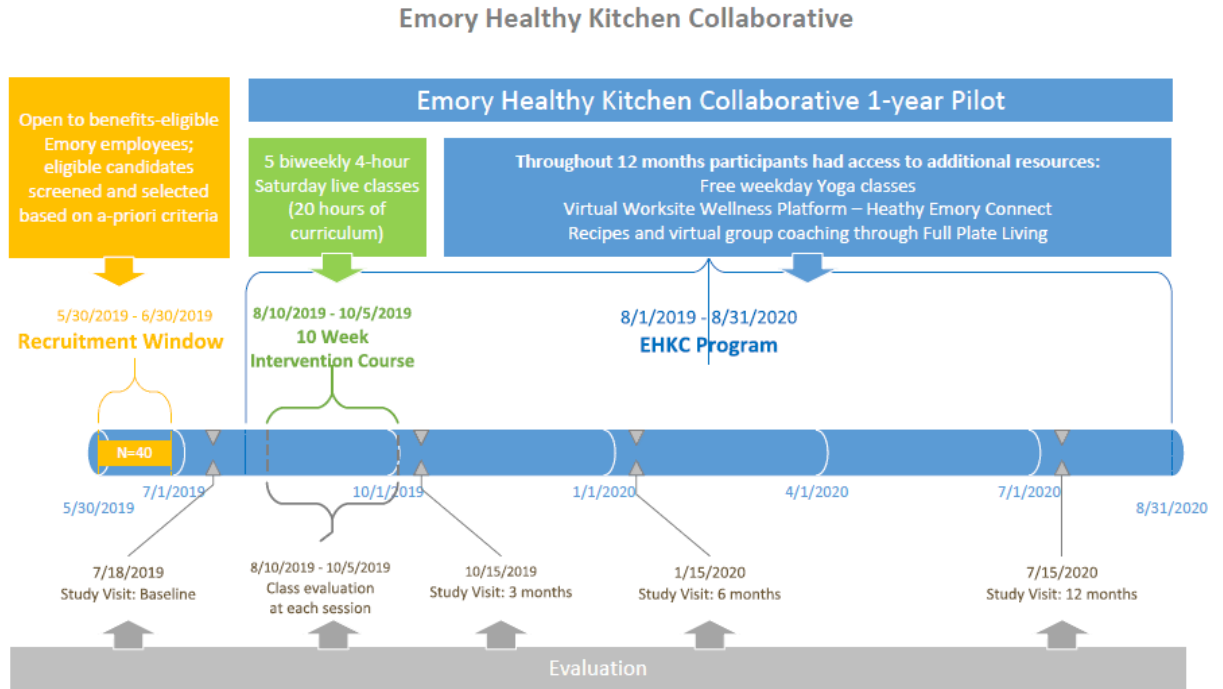 Emory Healthy Kitchen Collaborative
Open to benefits-eligible
Emory employees;
eligible candidates
screened and selected
based on a-priori criteria
Emory Healthy Kitchen Collaborative 1-year Pilot
5 biweekly 4-hour
Saturday live classes
(20 hours of
curriculum)
Throughout 12 months participants had access to additional resources:
Free weekday Yoga classes
Virtual Worksite Wellness Platform – Heathy Emory Connect
Recipes and virtual group coaching through Full Plate Living
5/30/2019 - 6/30/2019
Recruitment Window
8/10/2019 - 10/5/2019
10 Week
Intervention Course
8/1/2019 - 8/31/2020
EHKC Program
N=40
5/30/2019
7/1/2019
10/1/2019
1/1/2020
4/1/2020
7/1/2020
8/31/2020
7/18/2019
Study Visit: Baseline
8/10/2019 - 10/5/2019
Class evaluation
at each session
10/15/2019
Study Visit: 3 months
1/15/2020
Study Visit: 6 months
7/15/2020
Study Visit: 12 months
Evaluation